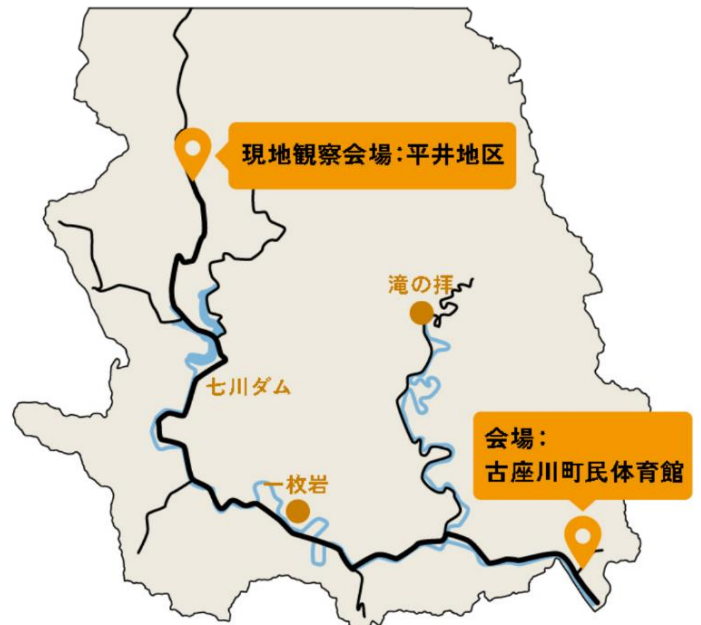 現地観察会場:平井地区
滝の拝
七川ダム
会場:
古座川町民体育館
一枚岩